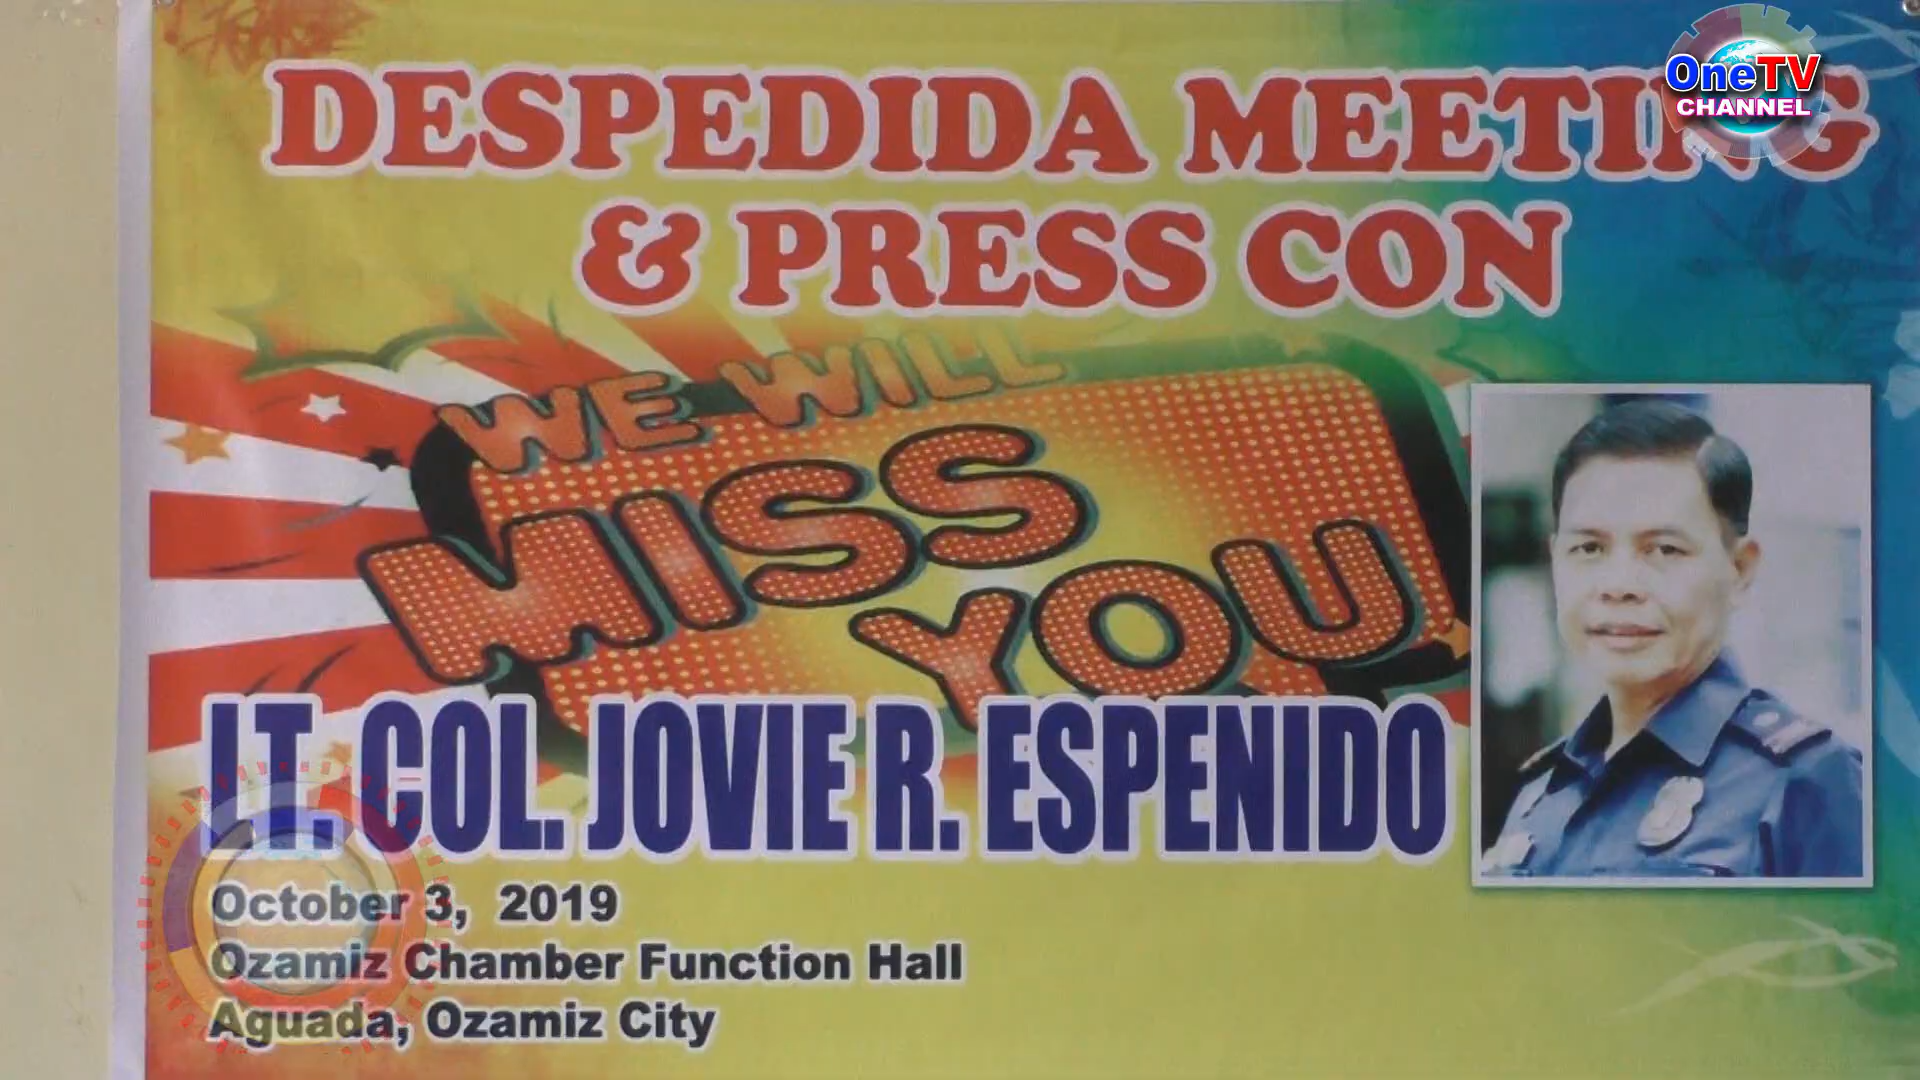 OneTV
CHANNEL
DESPEDIDA MEETING
& PRESS CON
WE WILL
MISS
YOU
LT. COL. JOVIE R. ESPENIDO
October 3, 2019
Ozamiz Chamber Function Hall
Aguada, Ozamiz City